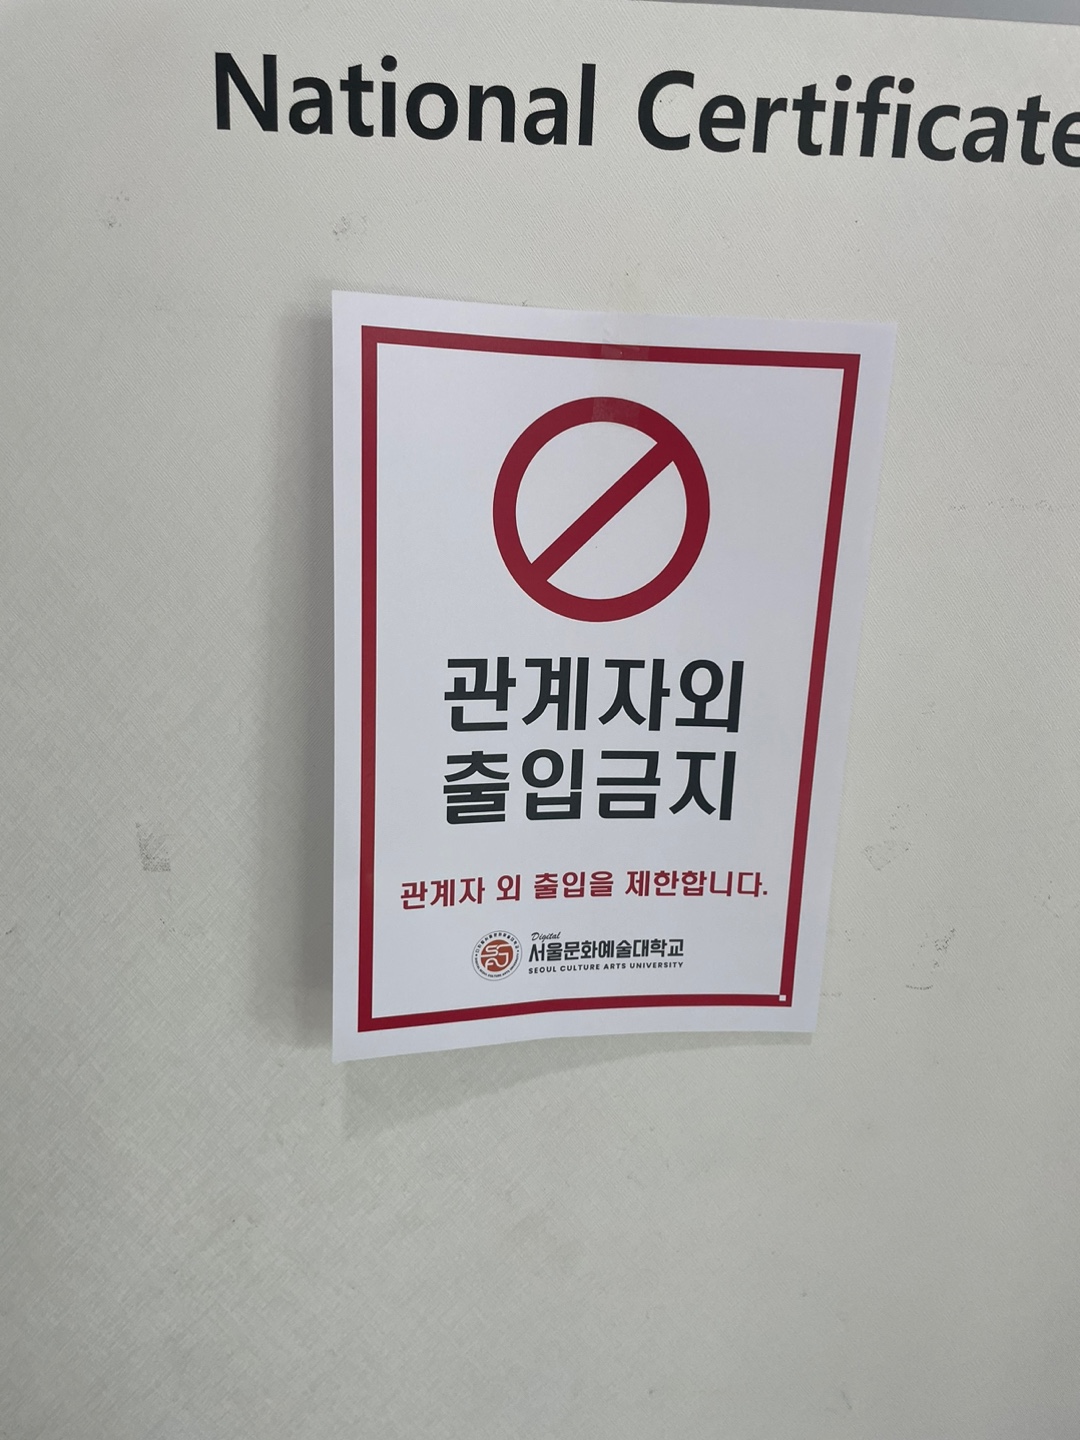 National Certificate
관계자외
출입금지
관계자 외 출입을 제한합니다.
Digital
서울문화예술대학교
SEOUL CULTURE ARTS UNIVERSITY